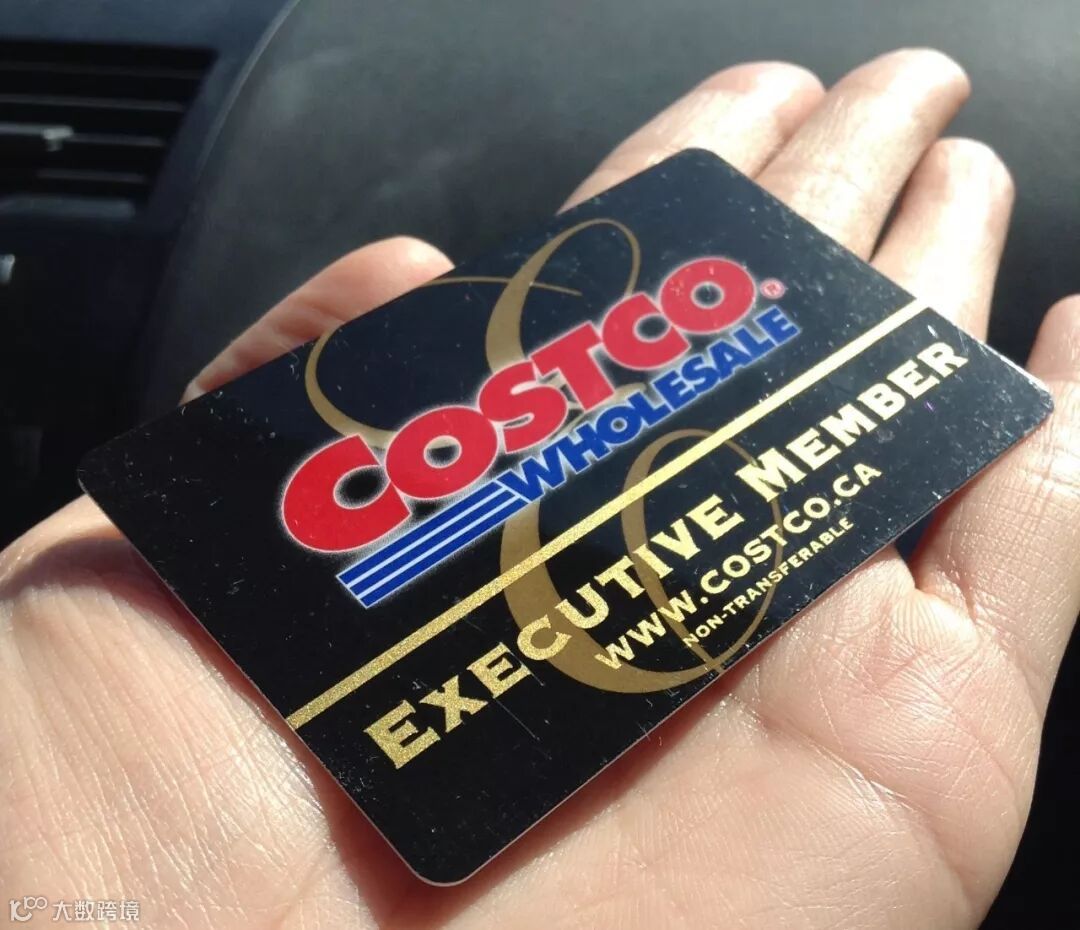 COSTCO®
WHOLESALE
EXECUTIVE MEMBER
WWW.COSTCO.CA
NON-TRANSFERABLE
大数跨境